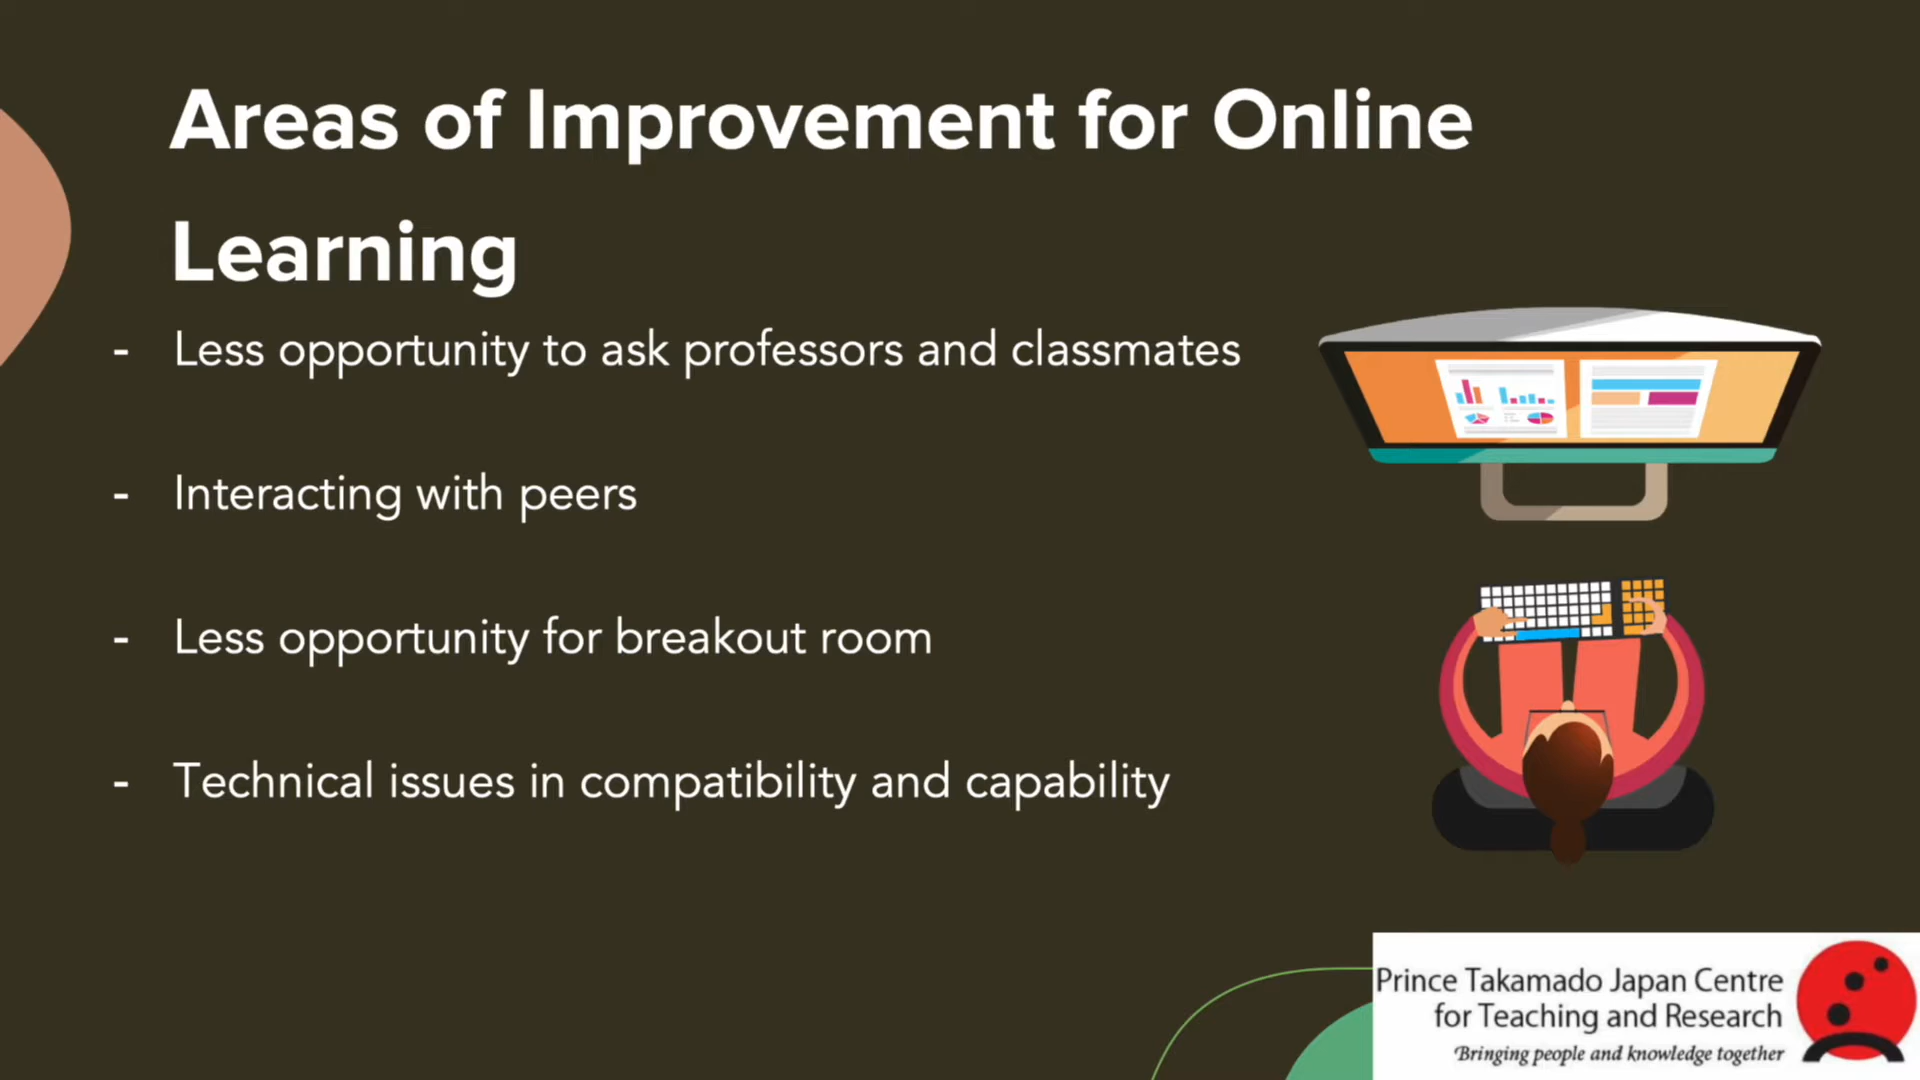 Areas of Improvement for Online
Learning
- Less opportunity to ask professors and classmates
- Interacting with peers
- Less opportunity for breakout room
- Technical issues in compatibility and capability
Prince Takamado Japan Centre
for Teaching and Research
Bringing people and knowledge together